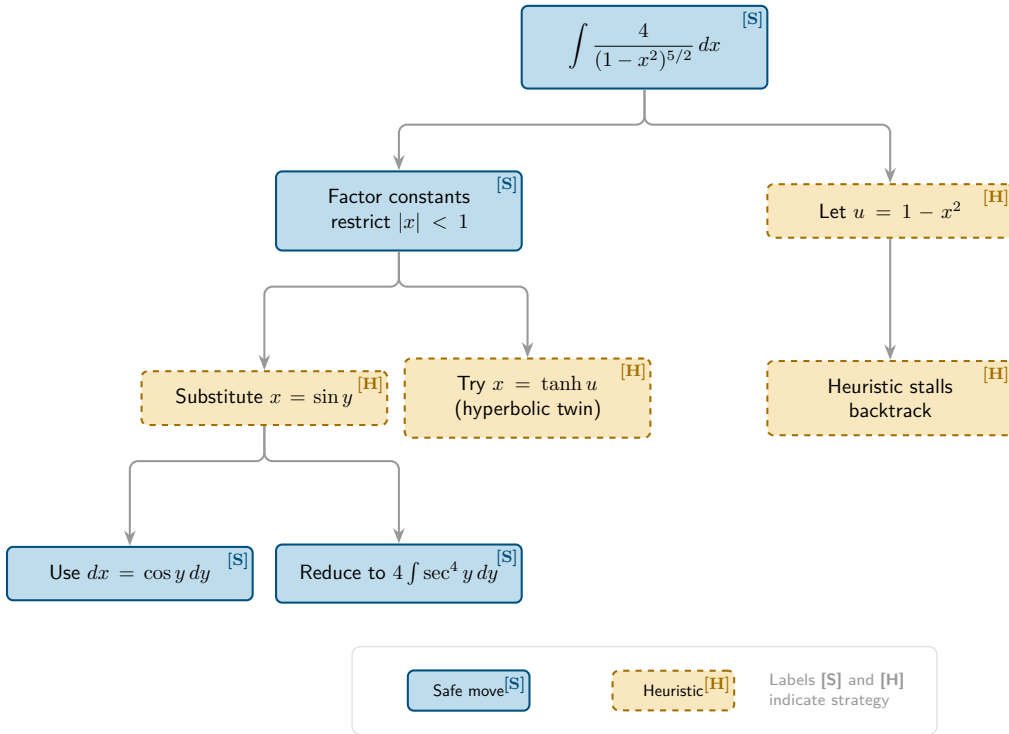 [S]
∫ 4/(1 − x²)^{5/2} dx
[S]
Factor constants
restrict |x| < 1
[H]
Let u = 1 − x²
[H]
Substitute x = sin y
[H]
Try x = tanh u
(hyperbolic twin)
[H]
Heuristic stalls
backtrack
[S]
Use dx = cos y dy
[S]
Reduce to 4 ∫ sec⁴ y dy
Safe move [S]
Heuristic [H]
Labels [S] and [H]
indicate strategy